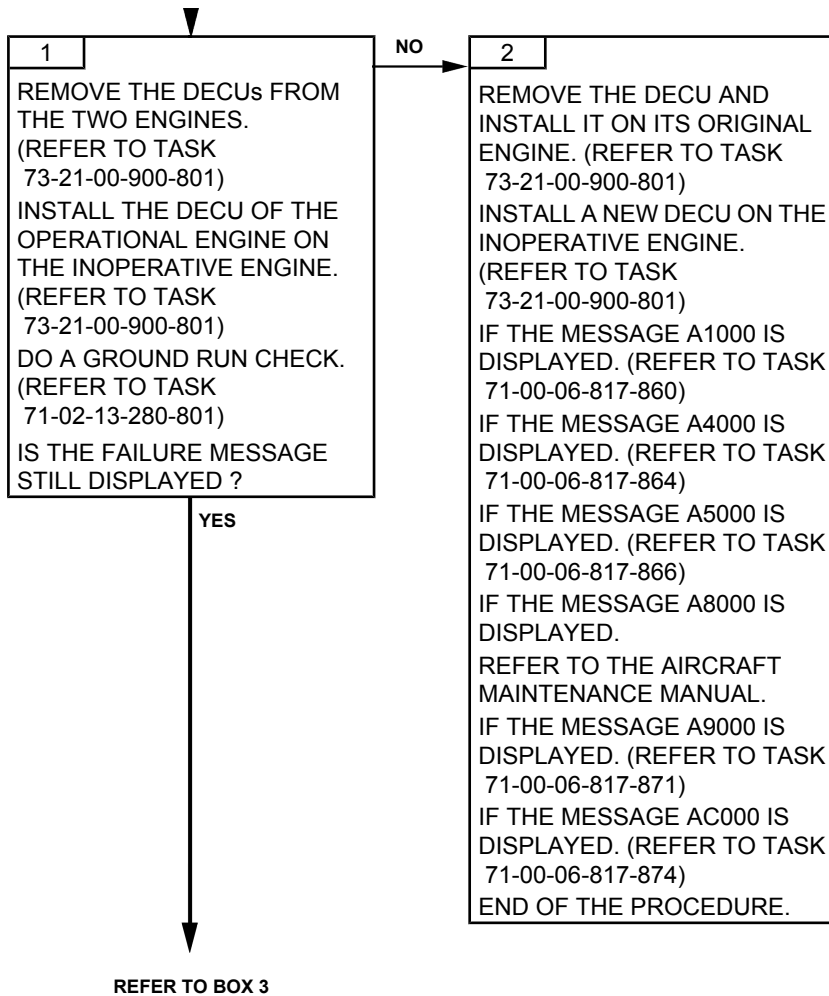 1
REMOVE THE DECUs FROM
THE TWO ENGINES.
(REFER TO TASK
73-21-00-900-801)
INSTALL THE DECU OF THE
OPERATIONAL ENGINE ON
THE INOPERATIVE ENGINE.
(REFER TO TASK
73-21-00-900-801)
DO A GROUND RUN CHECK.
(REFER TO TASK
71-02-13-280-801)
IS THE FAILURE MESSAGE
STILL DISPLAYED ?
NO
2
REMOVE THE DECU AND
INSTALL IT ON ITS ORIGINAL
ENGINE. (REFER TO TASK
73-21-00-900-801)
INSTALL A NEW DECU ON THE
INOPERATIVE ENGINE.
(REFER TO TASK
73-21-00-900-801)
IF THE MESSAGE A1000 IS
DISPLAYED. (REFER TO TASK
71-00-06-817-860)
IF THE MESSAGE A4000 IS
DISPLAYED. (REFER TO TASK
71-00-06-817-864)
IF THE MESSAGE A5000 IS
DISPLAYED. (REFER TO TASK
71-00-06-817-866)
IF THE MESSAGE A8000 IS
DISPLAYED.
REFER TO THE AIRCRAFT
MAINTENANCE MANUAL.
IF THE MESSAGE A9000 IS
DISPLAYED. (REFER TO TASK
71-00-06-817-871)
IF THE MESSAGE AC000 IS
DISPLAYED. (REFER TO TASK
71-00-06-817-874)
END OF THE PROCEDURE.
YES
REFER TO BOX 3